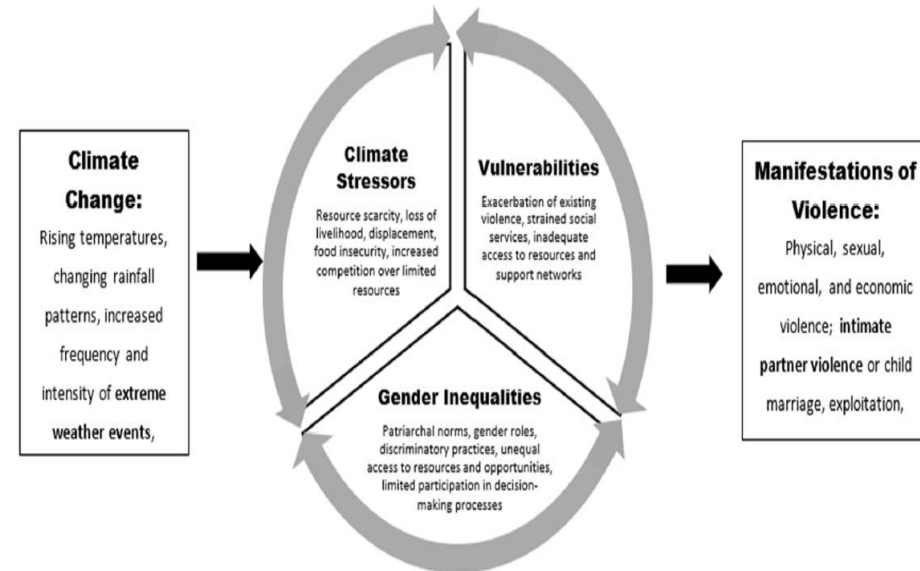 Climate
Change:
Rising temperatures,
changing rainfall
patterns, increased
frequency and
intensity of extreme
weather events,
Climate
Stressors
Resource scarcity, loss of
livelihood, displacement,
food insecurity, increased
competition over limited
resources
Vulnerabilities
Exacerbation of existing
violence, strained social
services, inadequate
access to resources and
support networks
Gender Inequalities
Patriarchal norms, gender roles,
discriminatory practices, unequal
access to resources and opportunities,
limited participation in decision-
making processes
Manifestations of
Violence:
Physical, sexual,
emotional, and economic
violence; intimate
partner violence or child
marriage, exploitation,